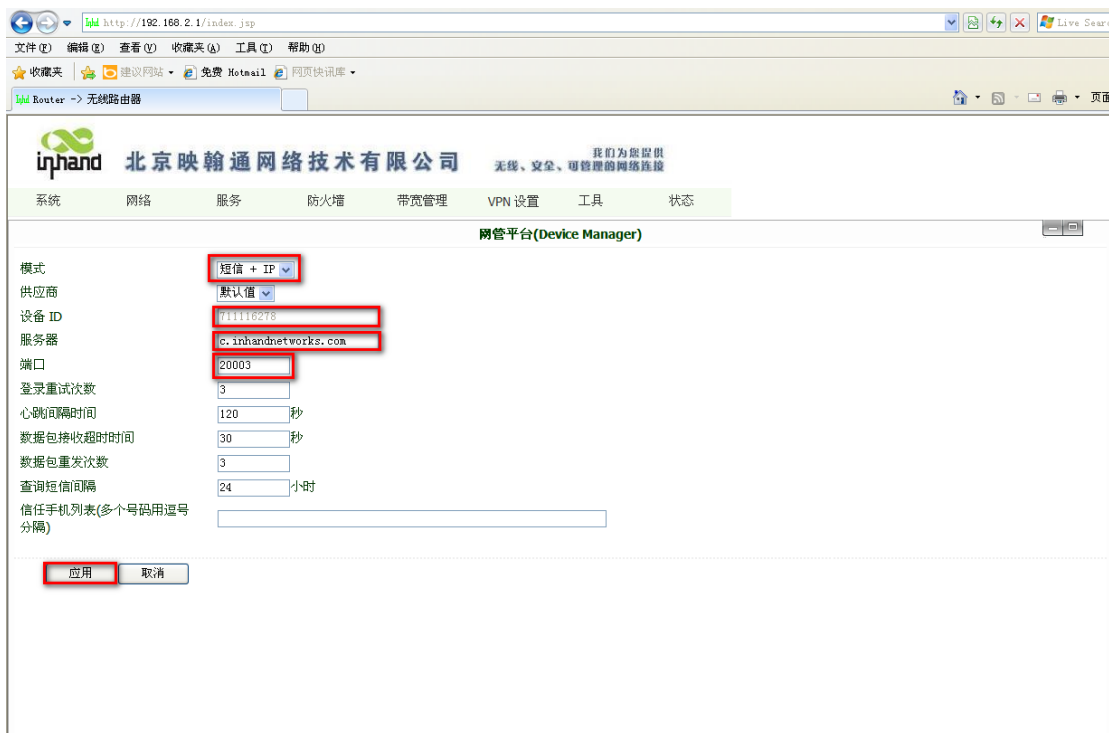 http://192.168.2.1/index.jsp
Live Sear
文件(F) 编辑(E) 查看(V) 收藏夹(A) 工具(T) 帮助(H)
收藏夹 建议网站 免费 Hotmail 网页快讯库
Router -> 无线路由器
页面
inhand 北京映翰通网络技术有限公司
我们为您提供
无线、安全、可管理的网络连接
系统 网络 服务 防火墙 带宽管理 VPN 设置 工具 状态
网管平台(Device Manager)
模式 短信 + IP
供应商 默认值
设备 ID 711116278
服务器 c.inhandnetworks.com
端口 20003
登录重试次数 3
心跳间隔时间 120 秒
数据包接收超时时间 30 秒
数据包重发次数 3
查询短信间隔 24 小时
信任手机列表(多个号码用逗号
分隔)
应用 取消